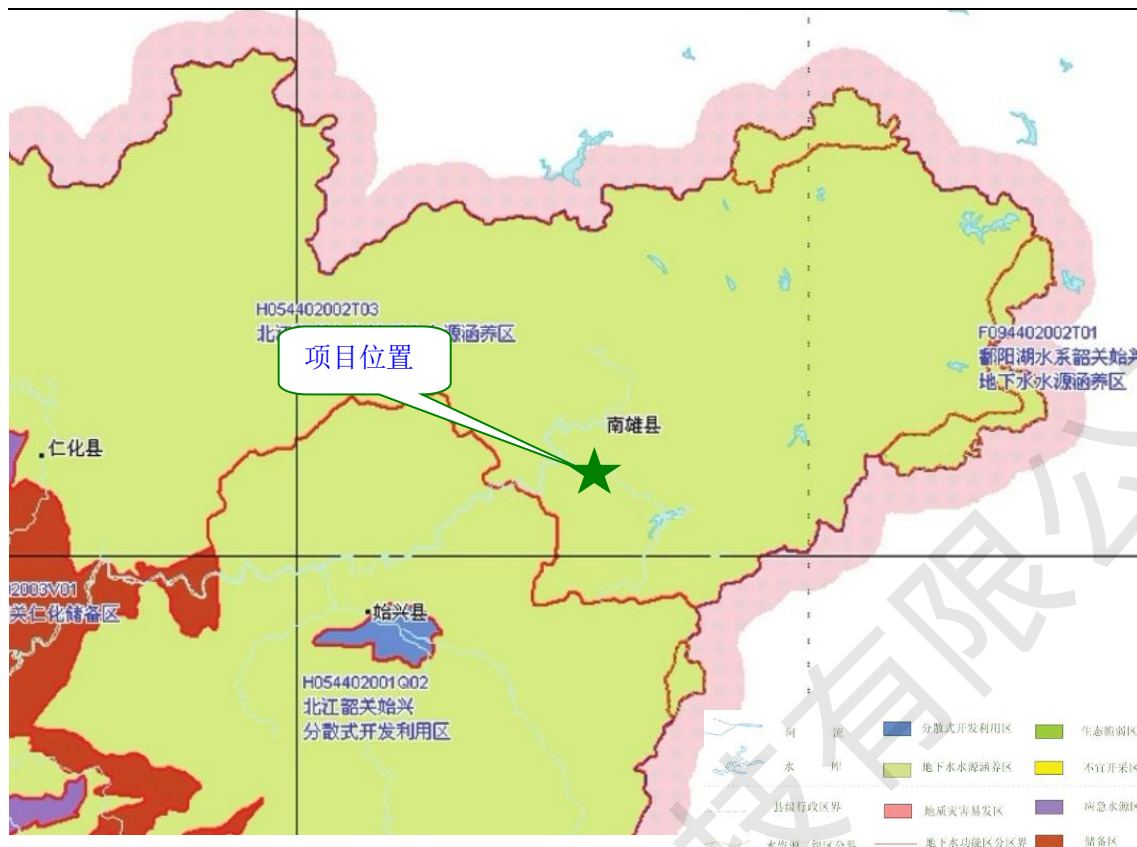 H054402002T03
北江
源涵养区
项目位置
F094402002T01
鄱阳湖水系韶关始兴
地下水水源涵养区
南雄县
仁化县
02003V01
关仁化储备区
始兴县
H054402001Q02
北江韶关始兴
分散式开发利用区
河 流
分散式开发利用区
生态脆弱区
水 库
地下水水源涵养区
不宜开采区
县级行政区界
地质灾害易发区
应急水源区
地下水功能区分区界
储备区
技有限公